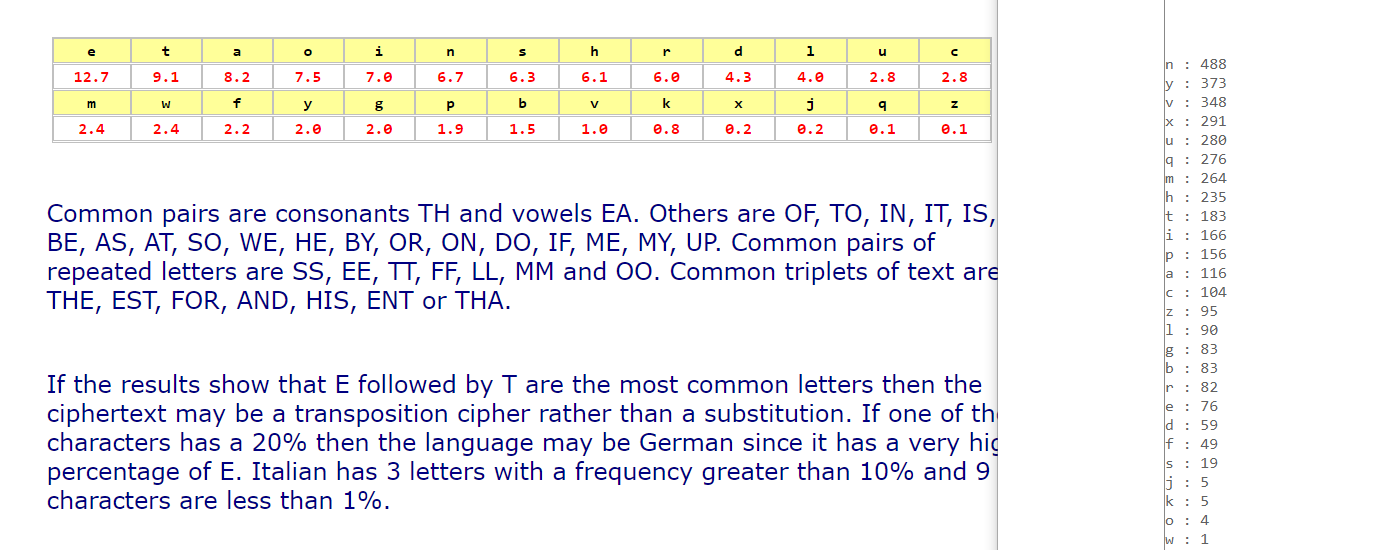 e t a o i n s h r d l u c
12.7 9.1 8.2 7.5 7.0 6.7 6.3 6.1 6.0 4.3 4.0 2.8 2.8
m w f y g p b v k x j q z
2.4 2.4 2.2 2.0 2.0 1.9 1.5 1.0 0.8 0.2 0.2 0.1 0.1
Common pairs are consonants TH and vowels EA. Others are OF, TO, IN, IT, IS,
BE, AS, AT, SO, WE, HE, BY, OR, ON, DO, IF, ME, MY, UP. Common pairs of
repeated letters are SS, EE, TT, FF, LL, MM and OO. Common triplets of text are
THE, EST, FOR, AND, HIS, ENT or THA.
If the results show that E followed by T are the most common letters then the
ciphertext may be a transposition cipher rather than a substitution. If one of th
characters has a 20% then the language may be German since it has a very hig
percentage of E. Italian has 3 letters with a frequency greater than 10% and 9
characters are less than 1%.
n : 488
y : 373
v : 348
x : 291
u : 280
q : 276
m : 264
h : 235
t : 183
i : 166
p : 156
a : 116
c : 104
z : 95
l : 90
g : 83
b : 83
r : 82
e : 76
d : 59
f : 49
s : 19
j : 5
k : 5
o : 4
w : 1